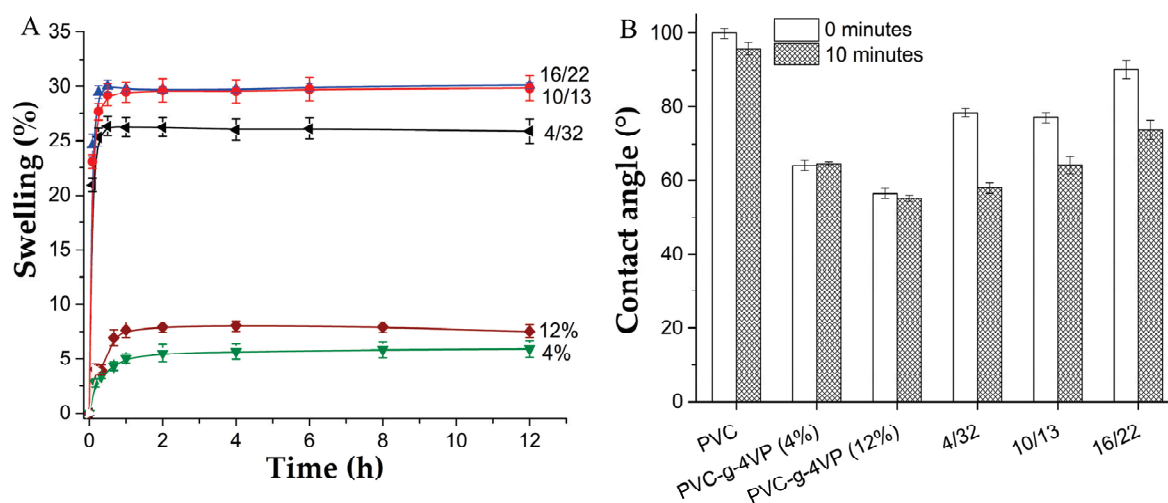 A
35
30
25
20
15
10
5
0
Swelling (%)
16/22
10/13
4/32
12%
4%
0 2 4 6 8 10 12
Time (h)
B
0 minutes
10 minutes
100
80
60
40
20
0
Contact angle (°)
PVC
PVC-g-4VP (4%)
PVC-g-4VP (12%)
4/32
10/13
16/22